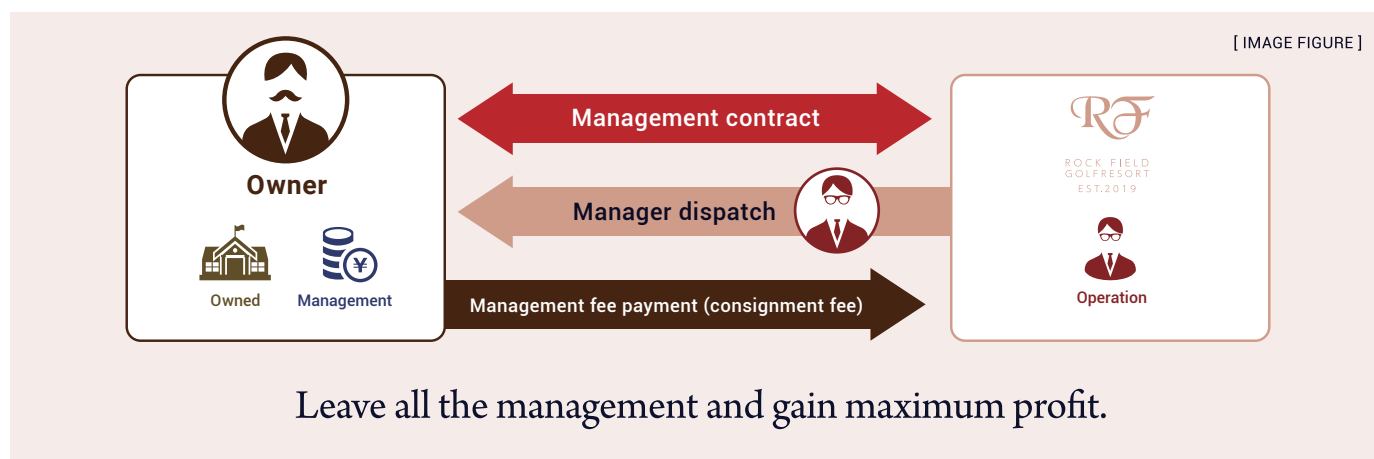 [ IMAGE FIGURE ]
Owner
Owned
Management
¥
Management contract
Manager dispatch
Management fee payment (consignment fee)
RF
ROCK FIELD
GOLFRESORT
EST.2019
Operation
Leave all the management and gain maximum profit.